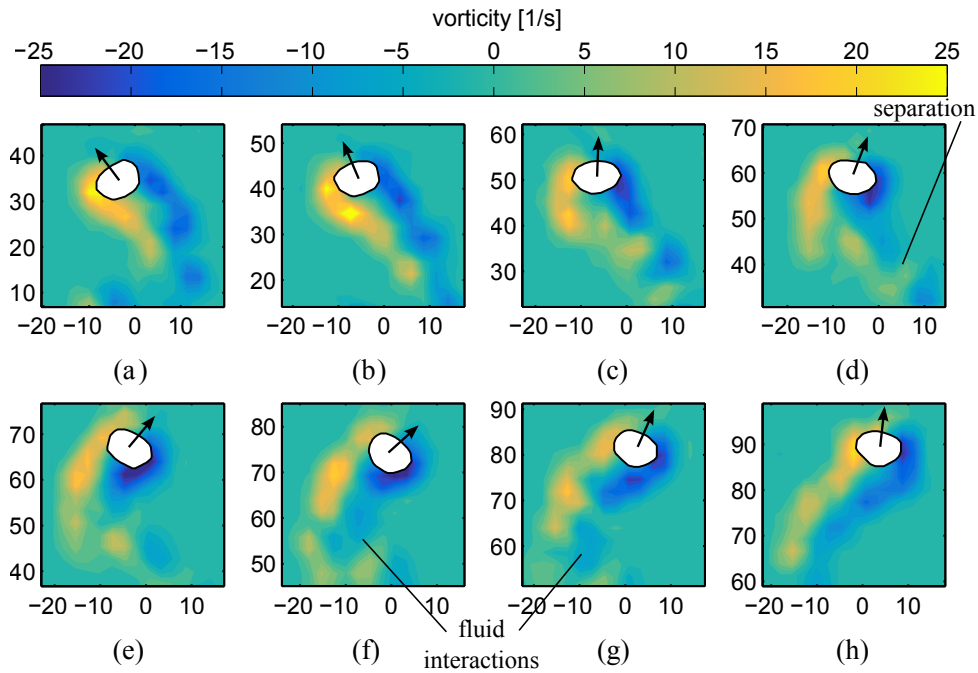 vorticity [1/s]
−25 −20 −15 −10 −5 0 5 10 15 20 25
separation
40 30 20 10
50 40 30 20
60 50 40 30
70 60 50 40
−20 −10 0 10
−20 −10 0 10
−20 −10 0 10
−20 −10 0 10
(a) (b) (c) (d)
70 60 50 40
80 70 60 50
90 80 70 60
90 80 90 60
−20 −10 0 10
−20 −10 0 10
−20 −10 0 10
−20 −10 0 10
(e) (f) (g) (h)
fluid
interactions